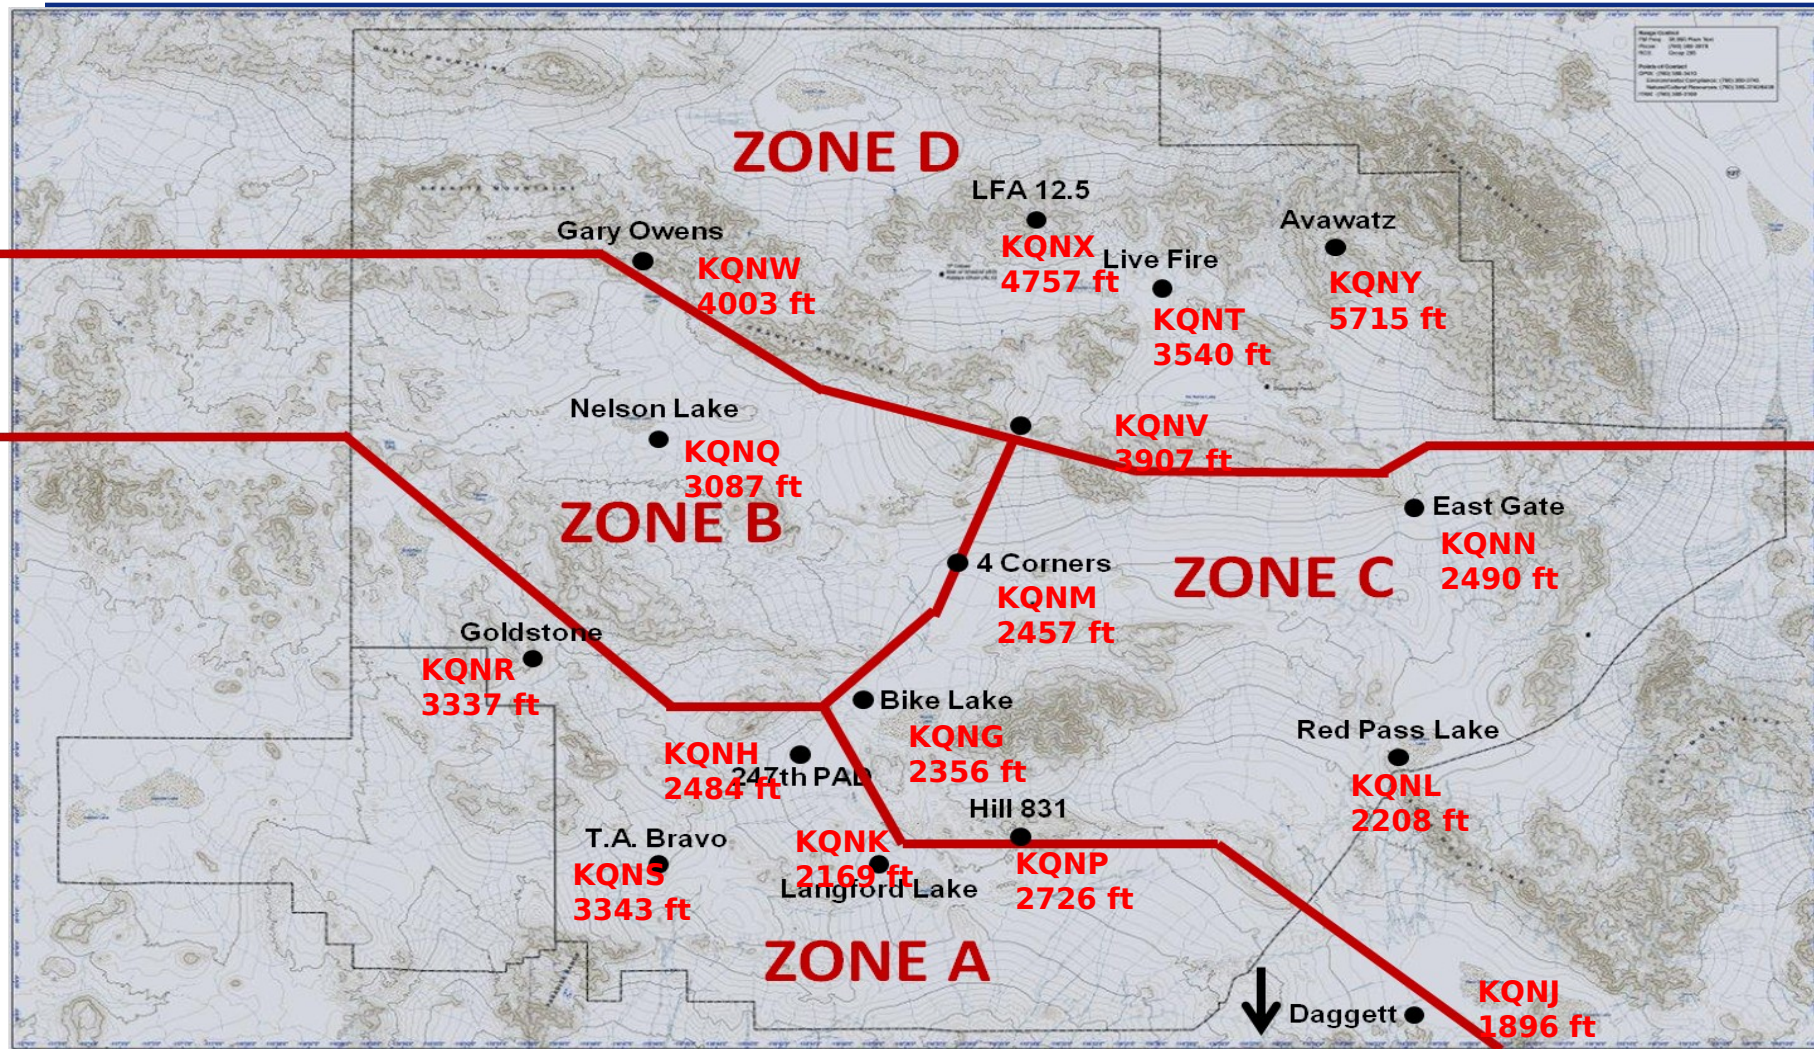 ZONE D
LFA 12.5
Gary Owens
Avawatz
KQNX
4757 ft
Live Fire
KQNW
4003 ft
KQNY
5715 ft
KQNT
3540 ft
Nelson Lake
KQNQ
3087 ft
KQNV
3907 ft
ZONE B
East Gate
KQNN
2490 ft
4 Corners
ZONE C
KQNM
2457 ft
Goldstone
KQNR
3337 ft
Bike Lake
KQNG
2356 ft
Red Pass Lake
KQNH
2484 ft
247th PAD
KQNL
2208 ft
Hill 831
T.A. Bravo
KQNK
2169 ft
Langford Lake
KQNS
3343 ft
KQNP
2726 ft
ZONE A
KQNJ
1896 ft
Daggett